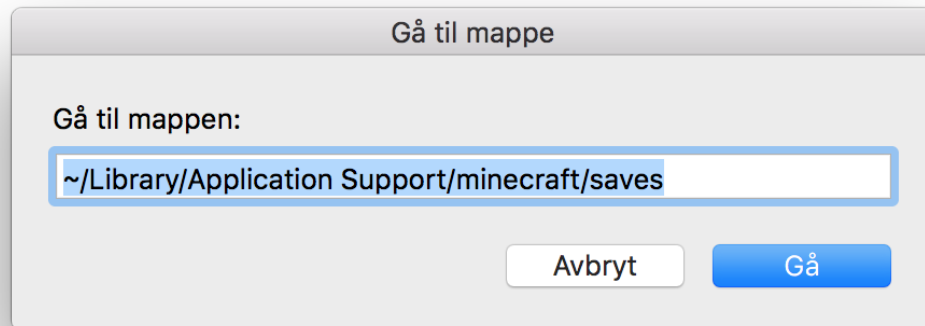 Gå til mappe
Gå til mappen:
~/Library/Application Support/minecraft/saves
Avbryt Gå